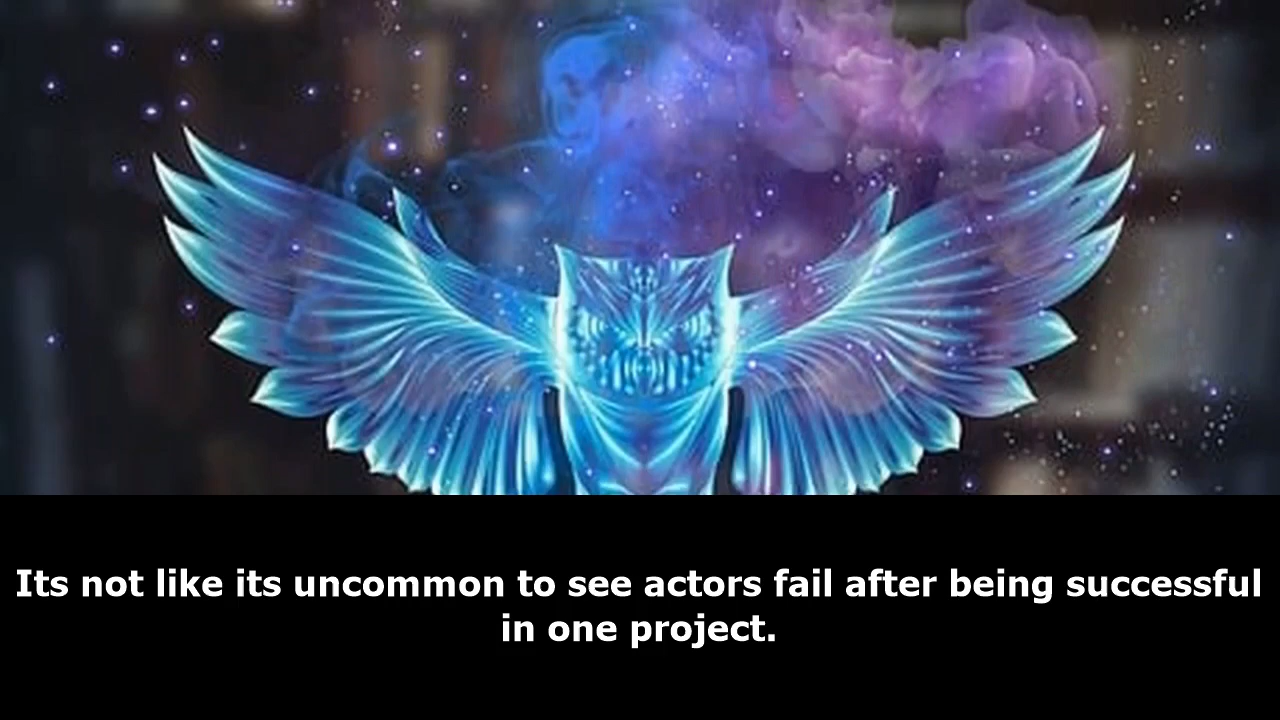 Its not like its uncommon to see actors fail after being successful
in one project.